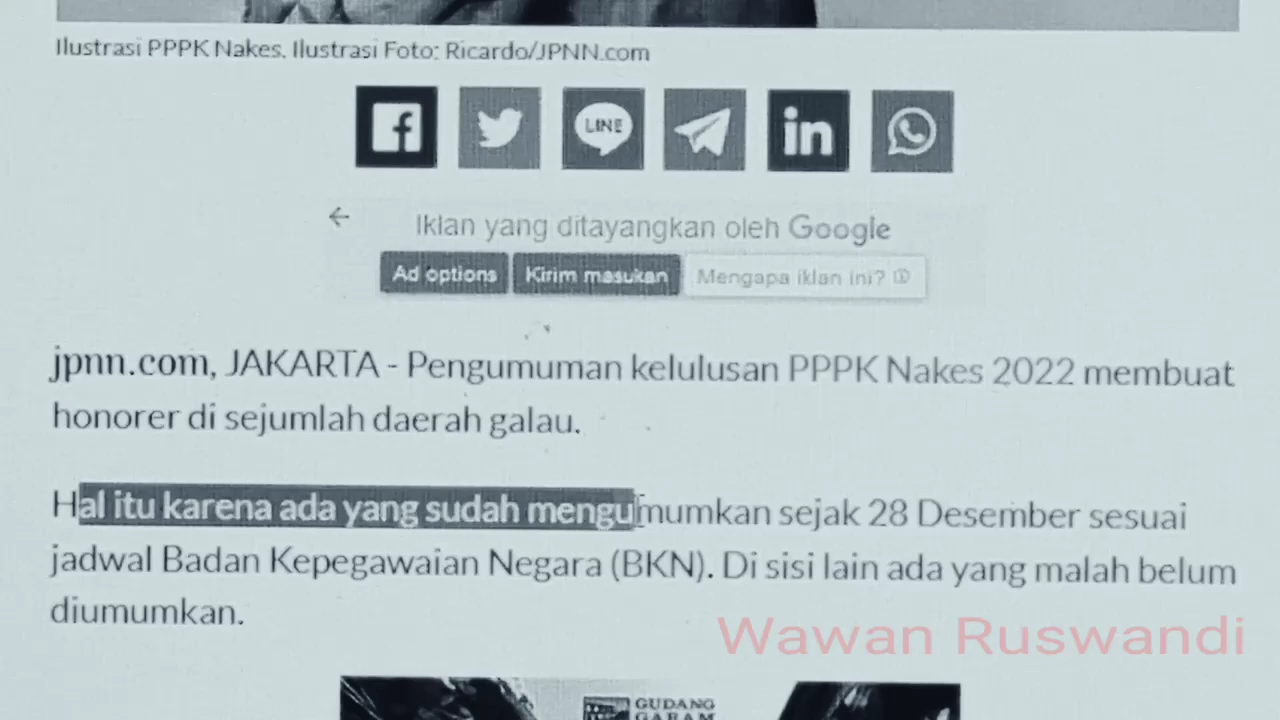 Ilustrasi PPPK Nakes. Ilustrasi Foto: Ricardo/JPNN.com
LINE
in
Iklan yang ditayangkan oleh Google
Ad options Kirim masukan Mengapa iklan ini?
jpnn.com, JAKARTA - Pengumuman kelulusan PPPK Nakes 2022 membuat
honorer di sejumlah daerah galau.
Hal itu karena ada yang sudah mengumumkan sejak 28 Desember sesuai
jadwal Badan Kepegawaian Negara (BKN). Di sisi lain ada yang malah belum
diumumkan.
Wawan Ruswandi
GUDANG
GARAM